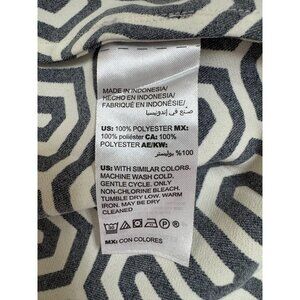 MADE IN INDONESIA/
HECHO EN INDONESIA/
FABRIQUÉ EN INDONÉSIE/
صنع في إندونيسيا
US: 100% POLYESTER MX:
100% poliéster CA: 100%
POLYESTER AE/KW:
100% بوليستر
US: WITH SIMILAR COLORS.
MACHINE WASH COLD.
GENTLE CYCLE. ONLY
NON-CHLORINE BLEACH.
TUMBLE DRY LOW. WARM
IRON. MAY BE DRY
CLEANED
MX: CON COLORES